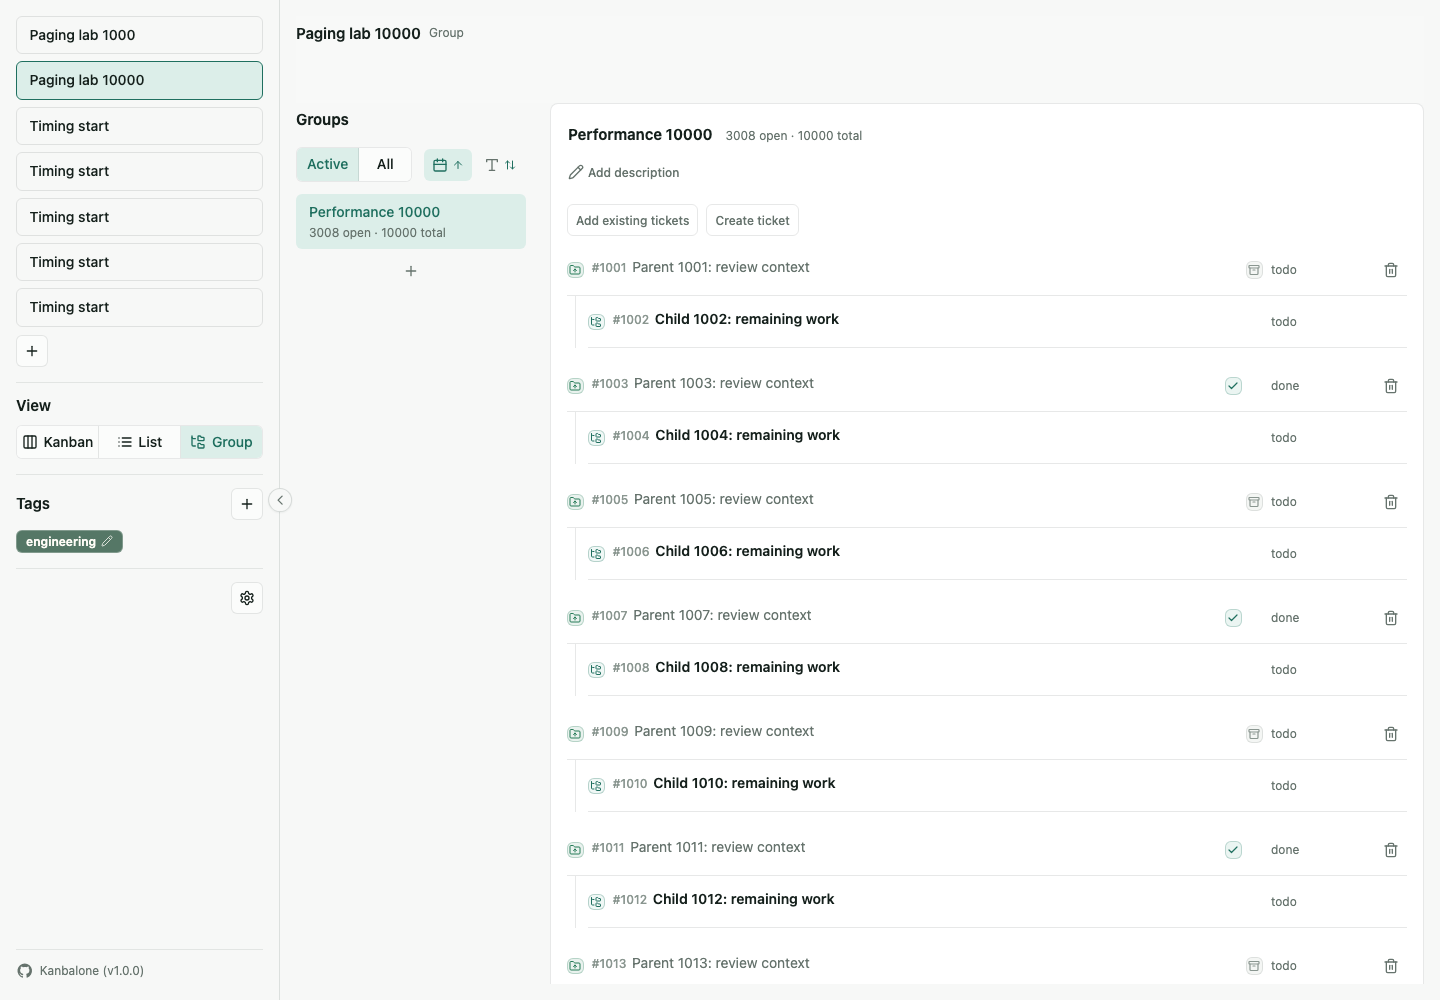 Paging lab 1000
Paging lab 10000
Timing start
Timing start
Timing start
Timing start
Timing start
View
Kanban
List
Group
Tags
engineering
Kanbalone (v1.0.0)
Paging lab 10000 Group
Groups
Active
All
Performance 10000
3008 open · 10000 total
Performance 10000 3008 open · 10000 total
Add description
Add existing tickets
Create ticket
#1001 Parent 1001: review context todo
#1002 Child 1002: remaining work todo
#1003 Parent 1003: review context done
#1004 Child 1004: remaining work todo
#1005 Parent 1005: review context todo
#1006 Child 1006: remaining work todo
#1007 Parent 1007: review context done
#1008 Child 1008: remaining work todo
#1009 Parent 1009: review context todo
#1010 Child 1010: remaining work todo
#1011 Parent 1011: review context done
#1012 Child 1012: remaining work todo
#1013 Parent 1013: review context todo